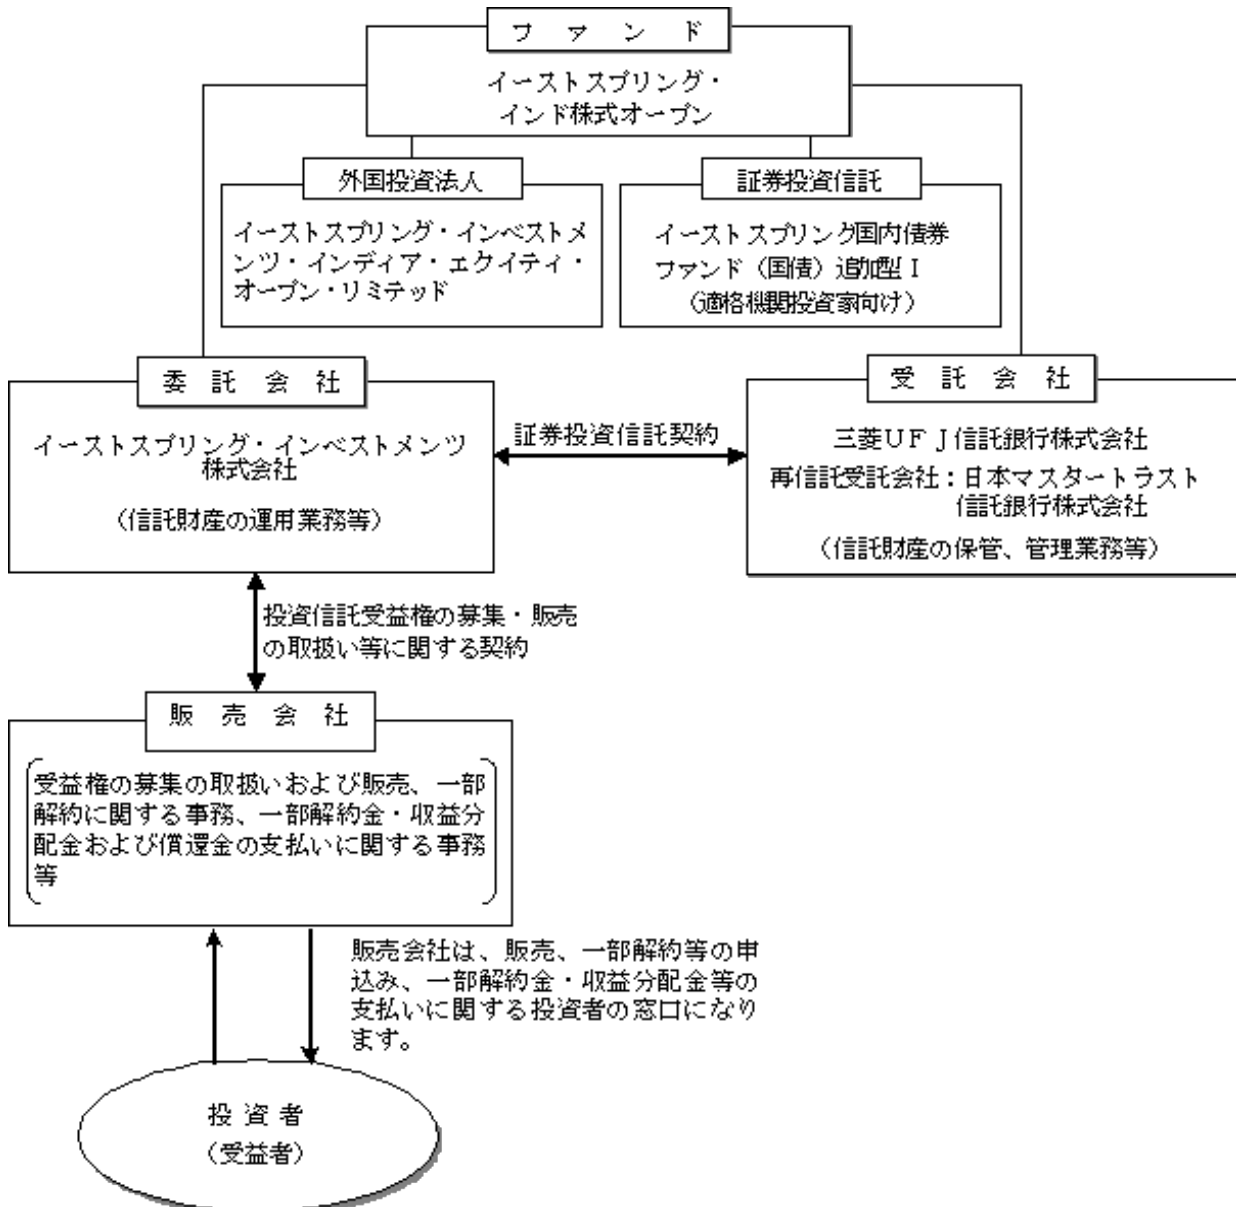 ファンド
イーストスプリング・
インド株式オープン
外国投資法人
イーストスプリング・インベストメ
ンツ・インディア・エクイティ・
オープン・リミテッド
証券投資信託
イーストスプリング国内債券
ファンド（国債）追加型Ⅰ
（適格機関投資家向け）
委託会社
イーストスプリング・インベストメンツ
株式会社
（信託財産の運用業務等）
証券投資信託契約
受託会社
三菱ＵＦＪ信託銀行株式会社
再信託受託会社：日本マスタートラスト
信託銀行株式会社
（信託財産の保管、管理業務等）
投資信託受益権の募集・販売
の取扱い等に関する契約
販売会社
受益権の募集の取扱いおよび販売、一部
解約に関する事務、一部解約金・収益分
配金および償還金の支払いに関する事務
等
販売会社は、販売、一部解約等の申
込み、一部解約金・収益分配金等の
支払いに関する投資者の窓口になり
ます。
投資者
（受益者）